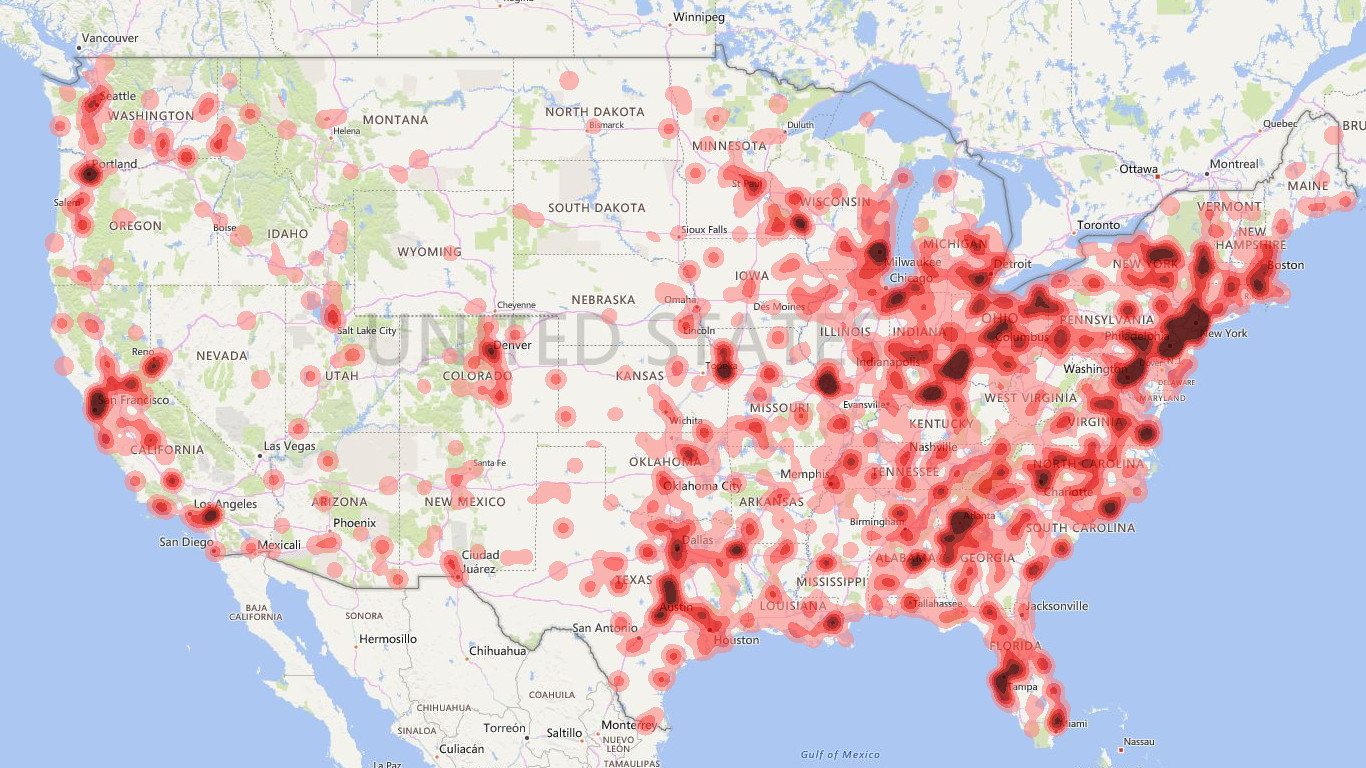 Winnipeg
Vancouver
Seattle
WASHINGTON
MONTANA
Helena
NORTH DAKOTA
Bismarck
MINNESOTA
Duluth
Quebec
Ottawa
Montreal
MAINE
Portland
Salem
OREGON
Boise
IDAHO
SOUTH DAKOTA
St Paul
WISCONSIN
VERMONT
NEW
HAMPSHIRE
Toronto
WYOMING
Sioux Falls
MICHIGAN
Milwaukee
Detroit
NEW YORK
Boston
Chicago
IOWA
Cheyenne
NEBRASKA
Omaha
Des Moines
UNITED STATES
Salt Lake City
Lincoln
ILLINOIS
INDIANA
OHIO
Columbus
PENNSYLVANIA
Philadelphia
New York
Reno
NEVADA
UTAH
Denver
COLORADO
KANSAS
Topeka
Indianapolis
Washington
DELAWARE
MARYLAND
San Francisco
MISSOURI
Evansville
WEST VIRGINIA
Wichita
KENTUCKY
VIRGINIA
CALIFORNIA
Las Vegas
Nashville
Santa Fe
OKLAHOMA
Memphis
TENNESSEE
NORTH CAROLINA
Oklahoma City
Charlotte
Los Angeles
ARIZONA
NEW MEXICO
ARKANSAS
Phoenix
Birmingham
Atlanta
SOUTH CAROLINA
San Diego
Mexicali
Dallas
Ciudad
Juárez
ALABAMA
GEORGIA
TEXAS
MISSISSIPPI
BAJA
CALIFORNIA
SONORA
Austin
LOUISIANA
Tallahassee
Jacksonville
San Antonio
Houston
Hermosillo
Chihuahua
FLORIDA
COAHUILA
Tampa
CHIHUAHUA
SINALOA
Torreón
Saltillo
Monterrey
Miami
NUEVO
LEÓN
Nassau
Culiacán
Gulf of Mexico
La Paz
TAMAULIPAS